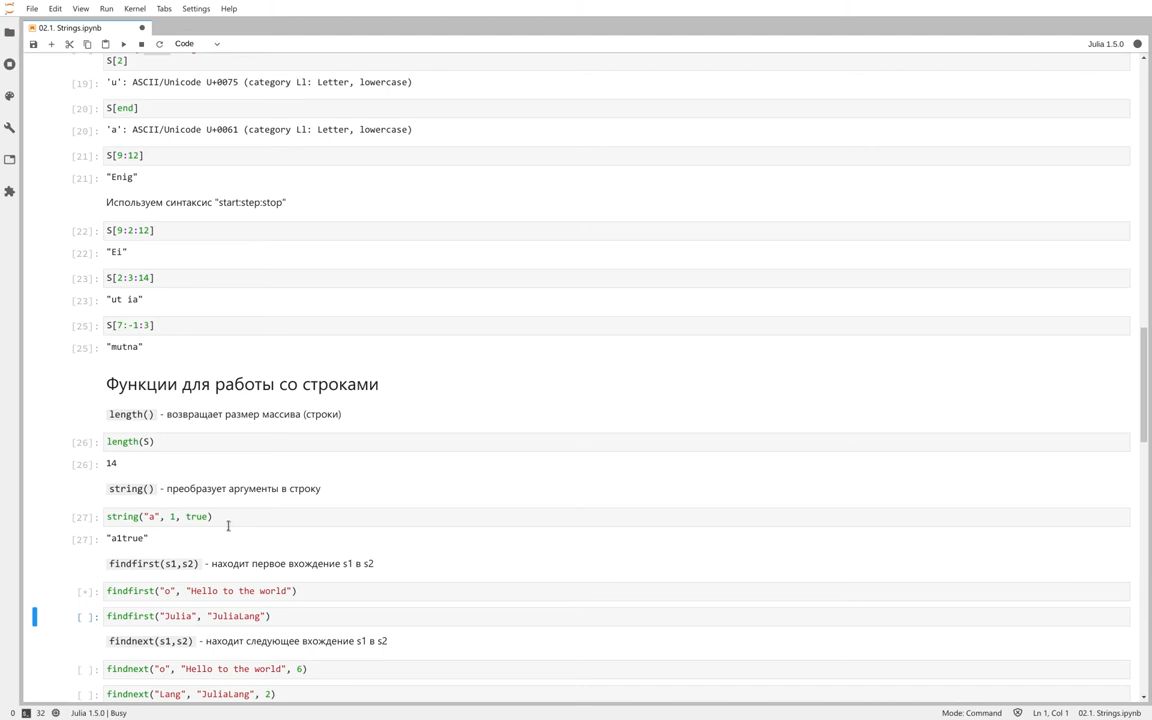 File Edit View Run Kernel Tabs Settings Help
02.1. Strings.ipynb
Code
Julia 1.5.0
S[2]
[19]: 'u': ASCII/Unicode U+0075 (category Ll: Letter, lowercase)
[20]: S[end]
[20]: 'a': ASCII/Unicode U+0061 (category Ll: Letter, lowercase)
[21]: S[9:12]
[21]: "Enig"
Используем синтаксис "start:step:stop"
[22]: S[9:2:12]
[22]: "Ei"
[23]: S[2:3:14]
[23]: "ut ia"
[25]: S[7:-1:3]
[25]: "mutna"
Функции для работы со строками
length() - возвращает размер массива (строки)
[26]: length(S)
[26]: 14
string() - преобразует аргументы в строку
[27]: string("a", 1, true)
[27]: "a1true"
findfirst(s1,s2) - находит первое вхождение s1 в s2
[*]: findfirst("o", "Hello to the world")
[ ]: findfirst("Julia", "JuliaLang")
findnext(s1,s2) - находит следующее вхождение s1 в s2
[ ]: findnext("o", "Hello to the world", 6)
[ ]: findnext("Lang", "JuliaLang", 2)
0 32 Julia 1.5.0 | Busy Mode: Command Ln 1, Col 1 02.1. Strings.ipynb